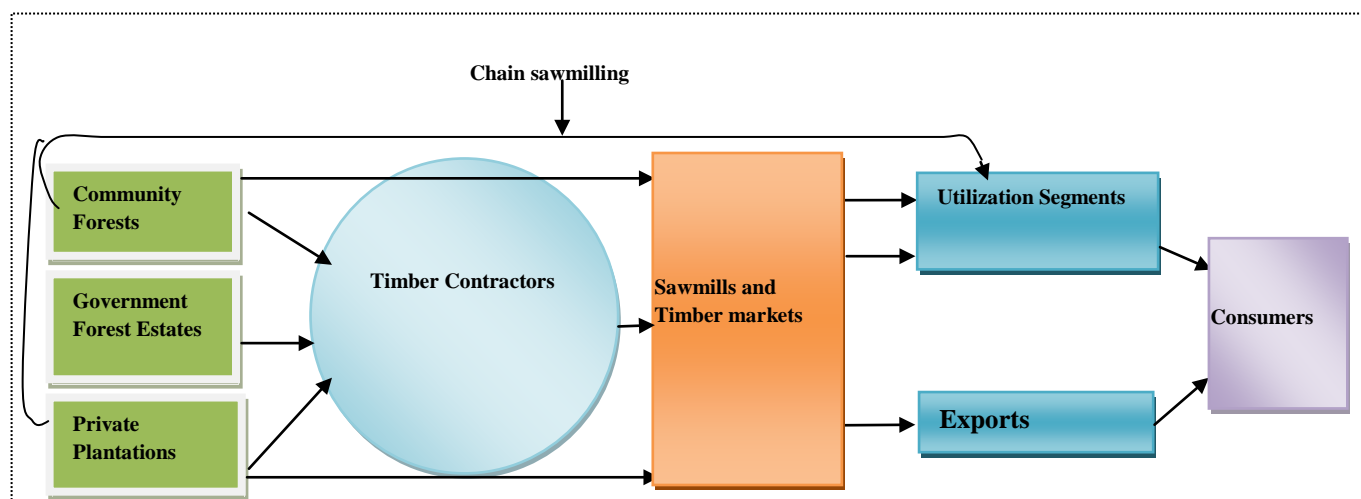 Chain sawmilling
Community
Forests
Government
Forest Estates
Private
Plantations
Timber Contractors
Sawmills and
Timber markets
Utilization Segments
Exports
Consumers